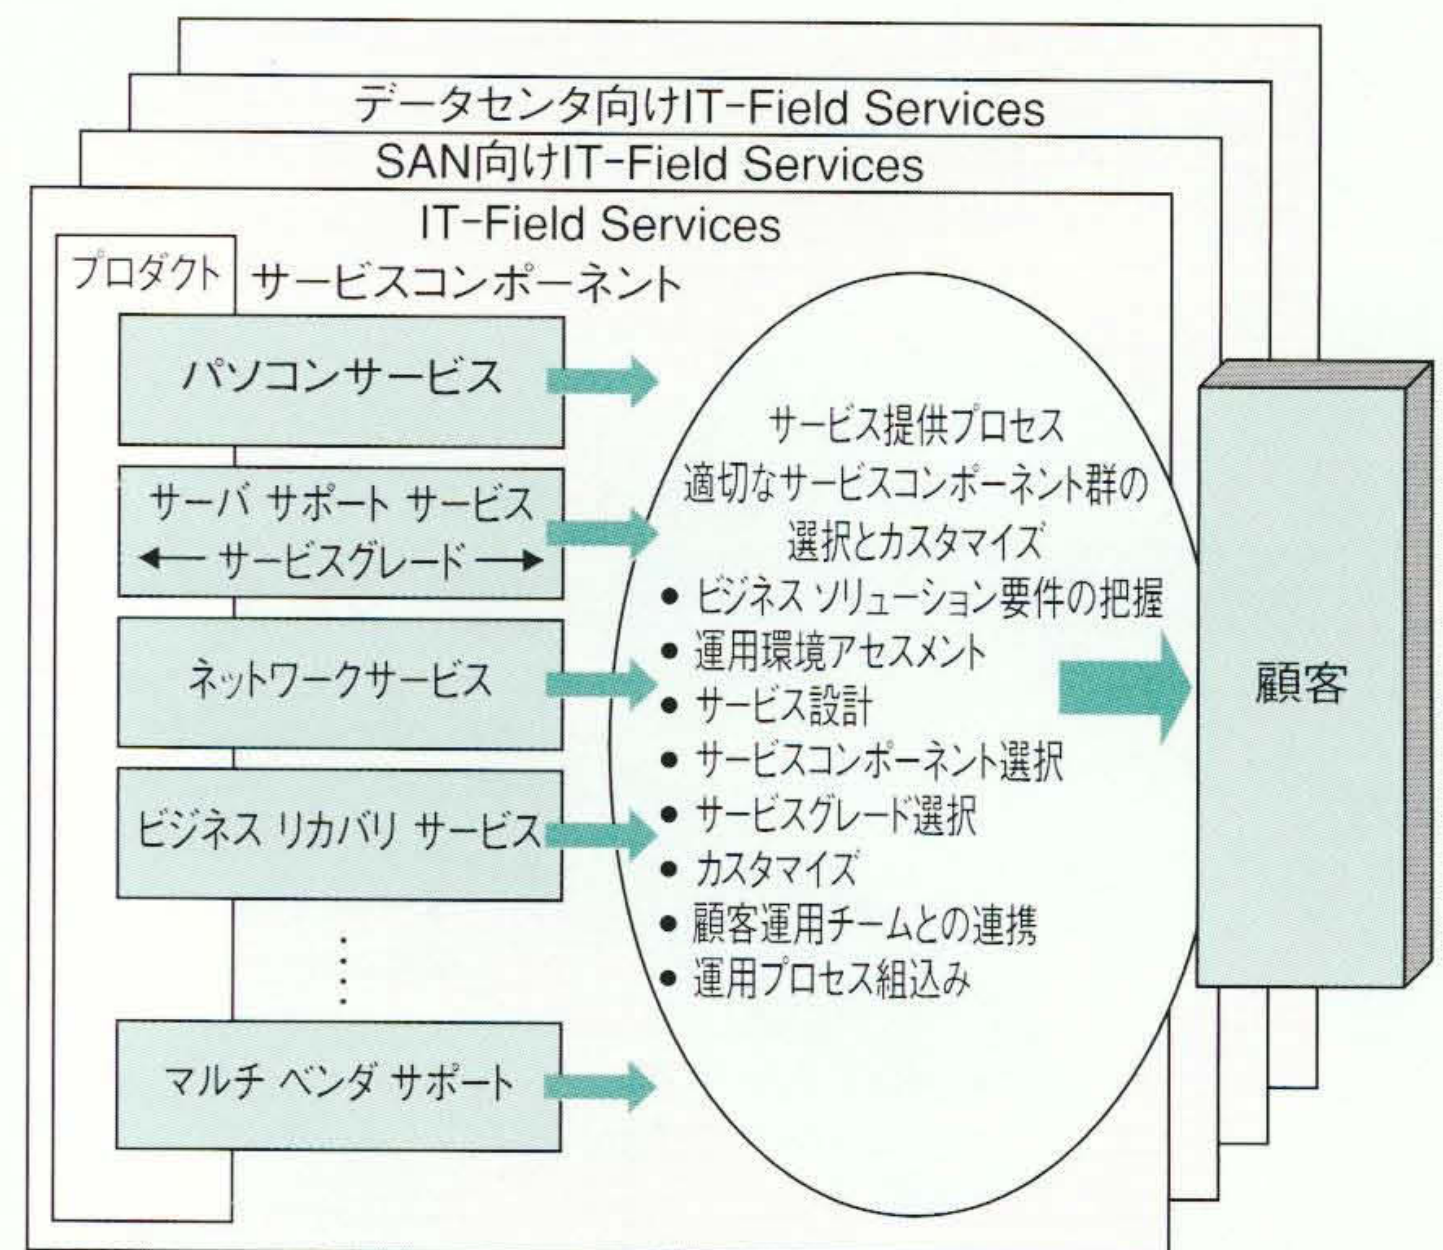 データセンタ向けIT-Field Services
SAN向けIT-Field Services
IT-Field Services
プロダクト
サービスコンポーネント
パソコンサービス
サーバ サポート サービス
サービスグレード
ネットワークサービス
ビジネス リカバリ サービス
マルチ ベンダ サポート
サービス提供プロセス
適切なサービスコンポーネント群の
選択とカスタマイズ
● ビジネス ソリューション要件の把握
● 運用環境アセスメント
● サービス設計
● サービスコンポーネント選択
● サービスグレード選択
● カスタマイズ
● 顧客運用チームとの連携
● 運用プロセス組込み
顧客